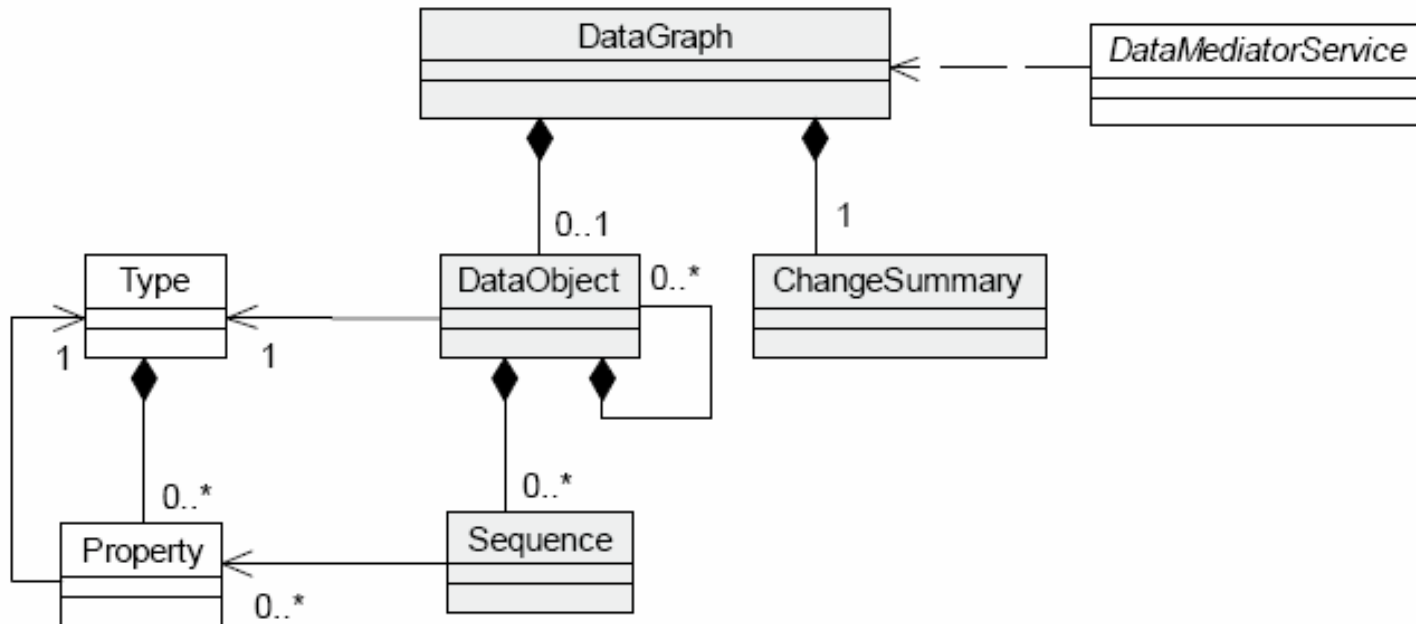 DataGraph
DataMediatorService
0..1
1
Type
DataObject
0..*
ChangeSummary
1
1
0..*
0..*
Property
Sequence
0..*